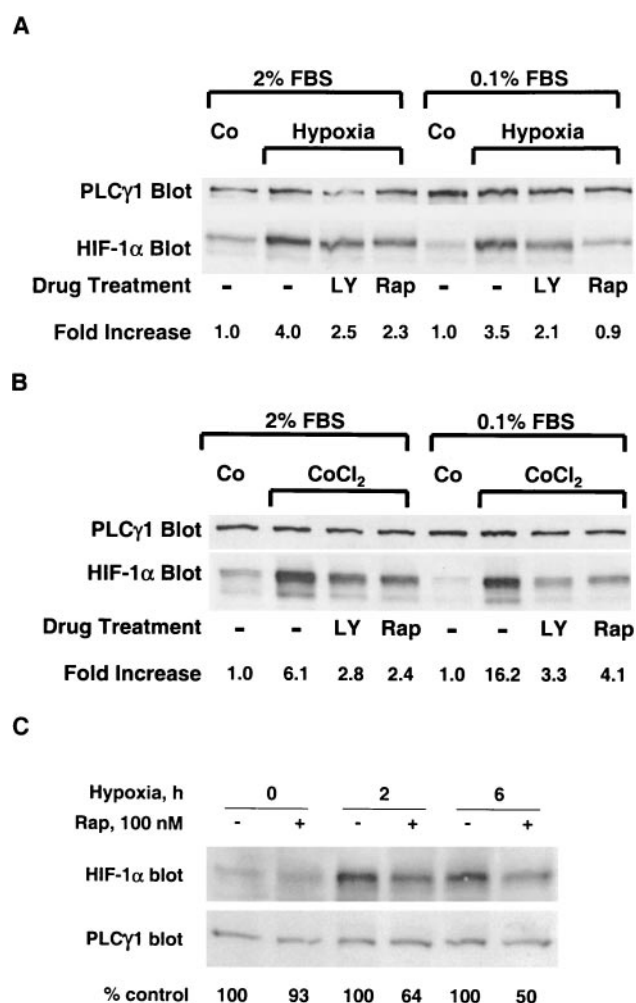 A
2% FBS 0.1% FBS
Co Hypoxia Co Hypoxia
PLCγ1 Blot
HIF-1α Blot
Drug Treatment - - LY Rap - - LY Rap
Fold Increase 1.0 4.0 2.5 2.3 1.0 3.5 2.1 0.9
B
2% FBS 0.1% FBS
Co CoCl₂ Co CoCl₂
PLCγ1 Blot
HIF-1α Blot
Drug Treatment - - LY Rap - - LY Rap
Fold Increase 1.0 6.1 2.8 2.4 1.0 16.2 3.3 4.1
C
Hypoxia, h 0 2 6
Rap, 100 nM - + - + - +
HIF-1α blot
PLCγ1 blot
% control 100 93 100 64 100 50